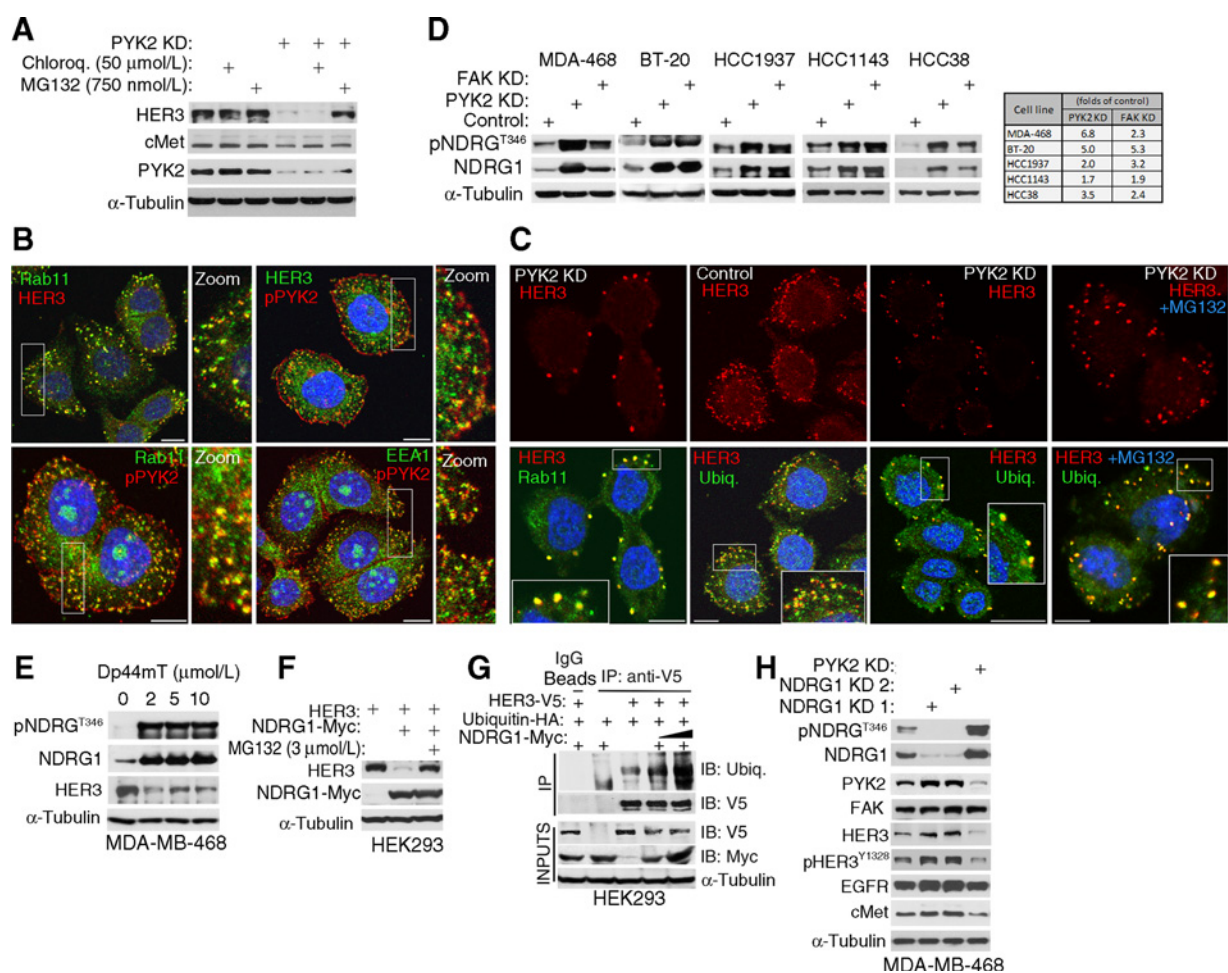 A
PYK2 KD: + + +
Chloroq. (50 μmol/L): + +
MG132 (750 nmol/L): + +
HER3
cMet
PYK2
α-Tubulin
D
MDA-468 BT-20 HCC1937 HCC1143 HCC38
FAK KD: + + + + +
PYK2 KD: + + + + +
Control: + + + + +
pNDRG^T346
NDRG1
α-Tubulin
Cell line (folds of control)
PYK2 KD FAK KD
MDA-468 6.8 2.3
BT-20 5.0 5.3
HCC1937 2.0 3.2
HCC1143 1.7 1.9
HCC38 3.5 2.4
B
Rab11
HER3
Zoom
HER3
pPYK2
Zoom
Rab11
pPYK2
Zoom
EEA1
pPYK2
Zoom
C
PYK2 KD
HER3
Control
HER3
PYK2 KD
HER3
PYK2 KD
HER3
+MG132
HER3
Rab11
HER3
Ubiq.
HER3
Ubiq.
HER3 +MG132
Ubiq.
E
Dp44mT (μmol/L)
0 2 5 10
pNDRG^T346
NDRG1
HER3
α-Tubulin
MDA-MB-468
F
HER3: + + +
NDRG1-Myc + +
MG132 (3 μmol/L): +
HER3
NDRG1-Myc
α-Tubulin
HEK293
G
IgG
Beads IP: anti-V5
HER3-V5: + + + +
Ubiquitin-HA: + + + + +
NDRG1-Myc: + + + +
IP
IB: Ubiq.
IB: V5
INPUTS
IB: V5
IB: Myc
α-Tubulin
HEK293
H
PYK2 KD: +
NDRG1 KD 2: +
NDRG1 KD 1: +
pNDRG^T346
NDRG1
PYK2
FAK
HER3
pHER3^Y1328
EGFR
cMet
α-Tubulin
MDA-MB-468